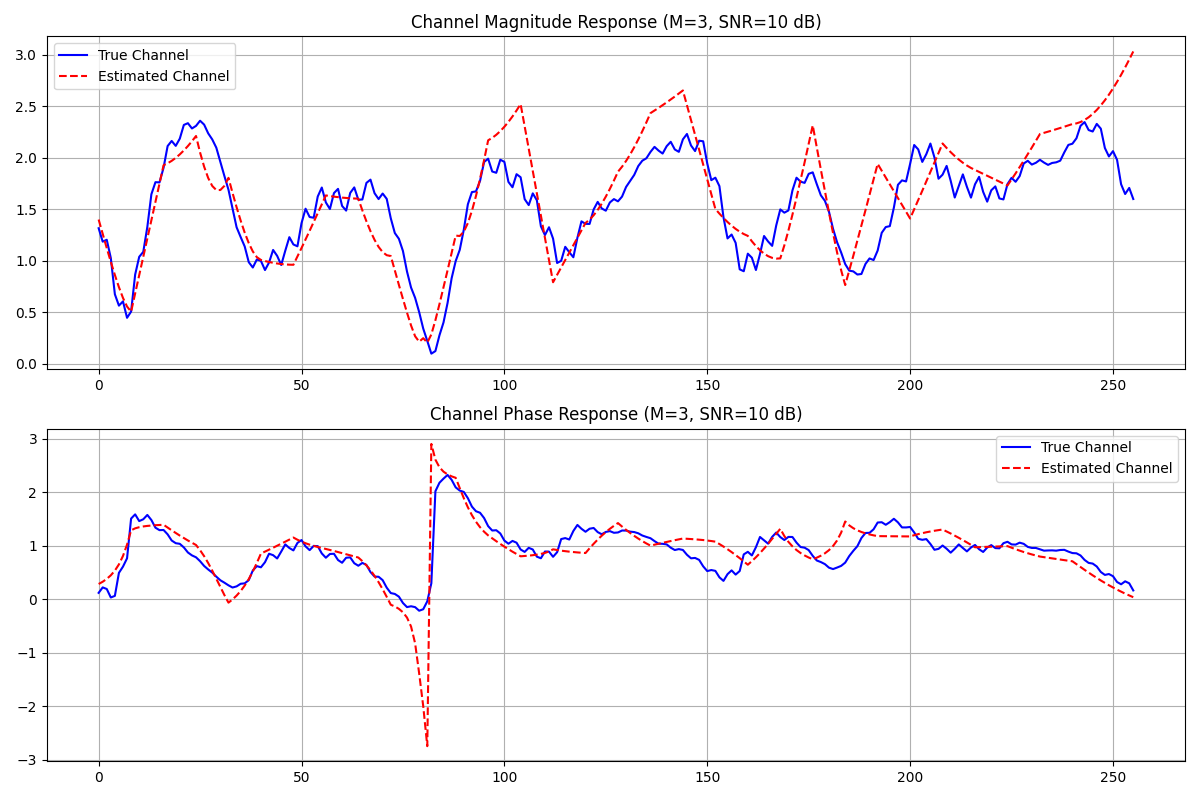 Channel Magnitude Response (M=3, SNR=10 dB)
True Channel
Estimated Channel
3.0
2.5
2.0
1.5
1.0
0.5
0.0
0 50 100 150 200 250
Channel Phase Response (M=3, SNR=10 dB)
True Channel
Estimated Channel
3
2
1
0
−1
−2
−3
0 50 100 150 200 250